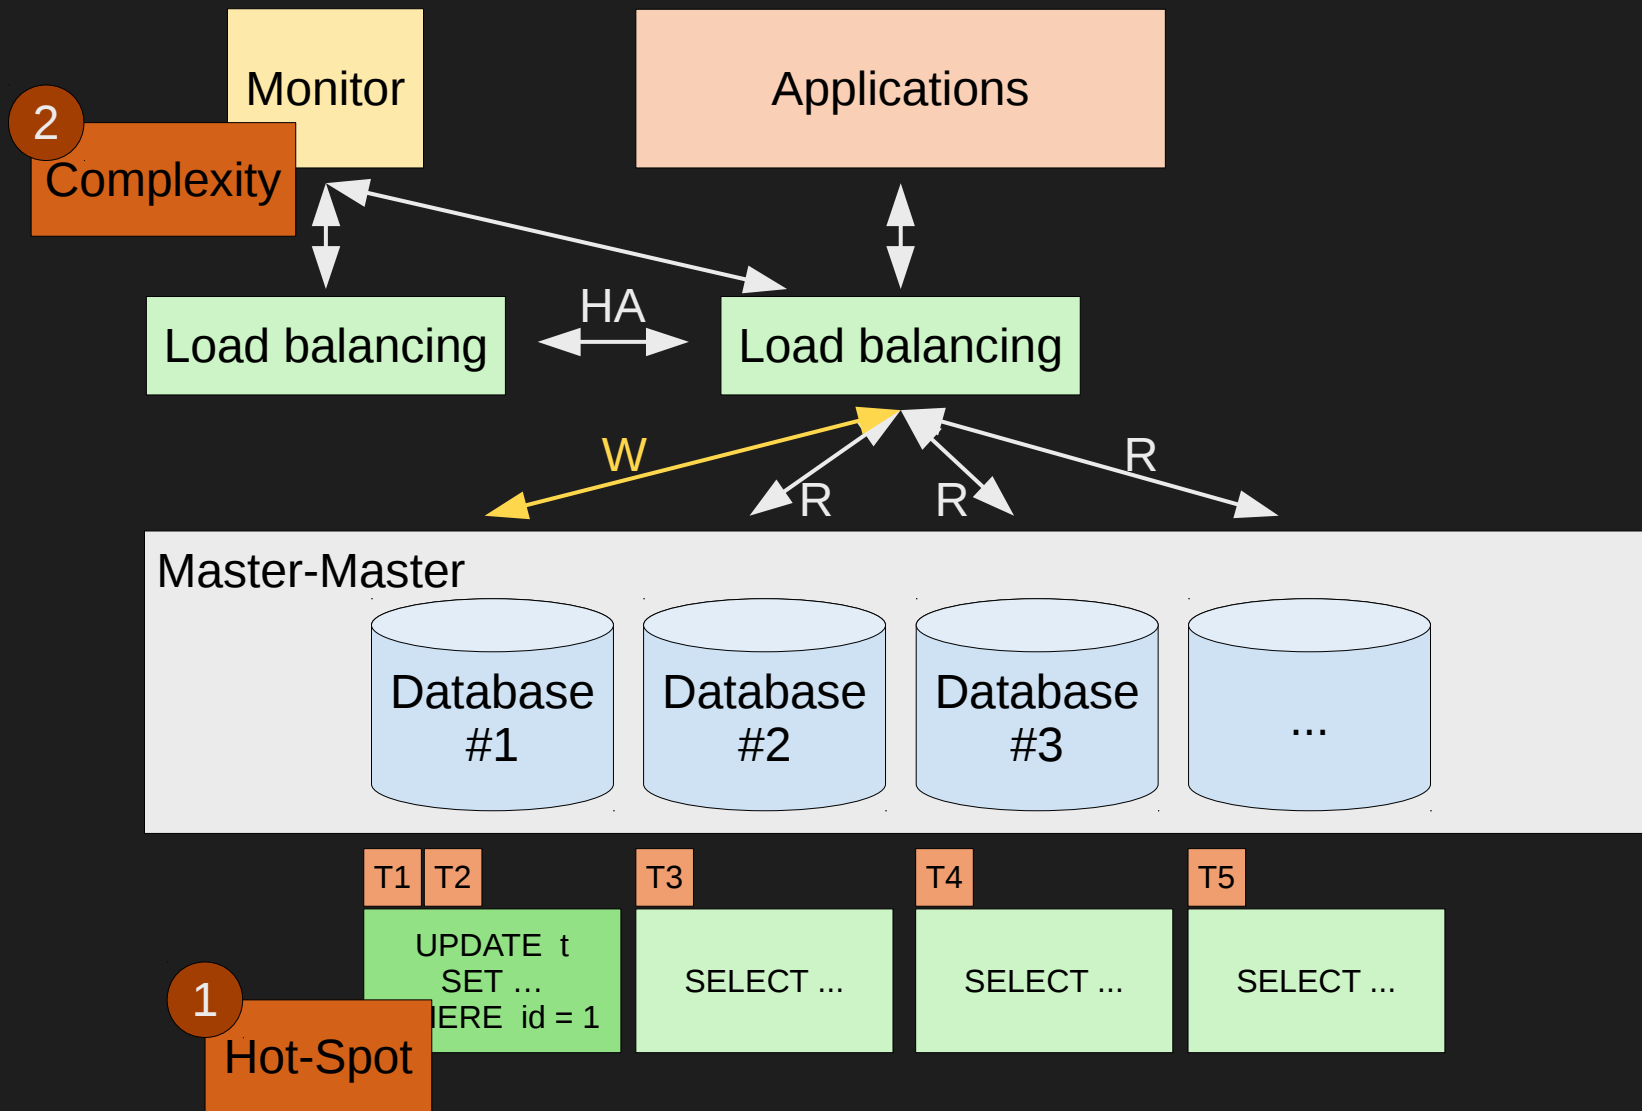 Monitor
Applications
2
Complexity
Load balancing
HA
Load balancing
W
R
R
R
Master-Master
Database
#1
Database
#2
Database
#3
...
T1
T2
T3
T4
T5
UPDATE t
SET ...
id = 1
SELECT ...
SELECT ...
SELECT ...
1
Hot-Spot